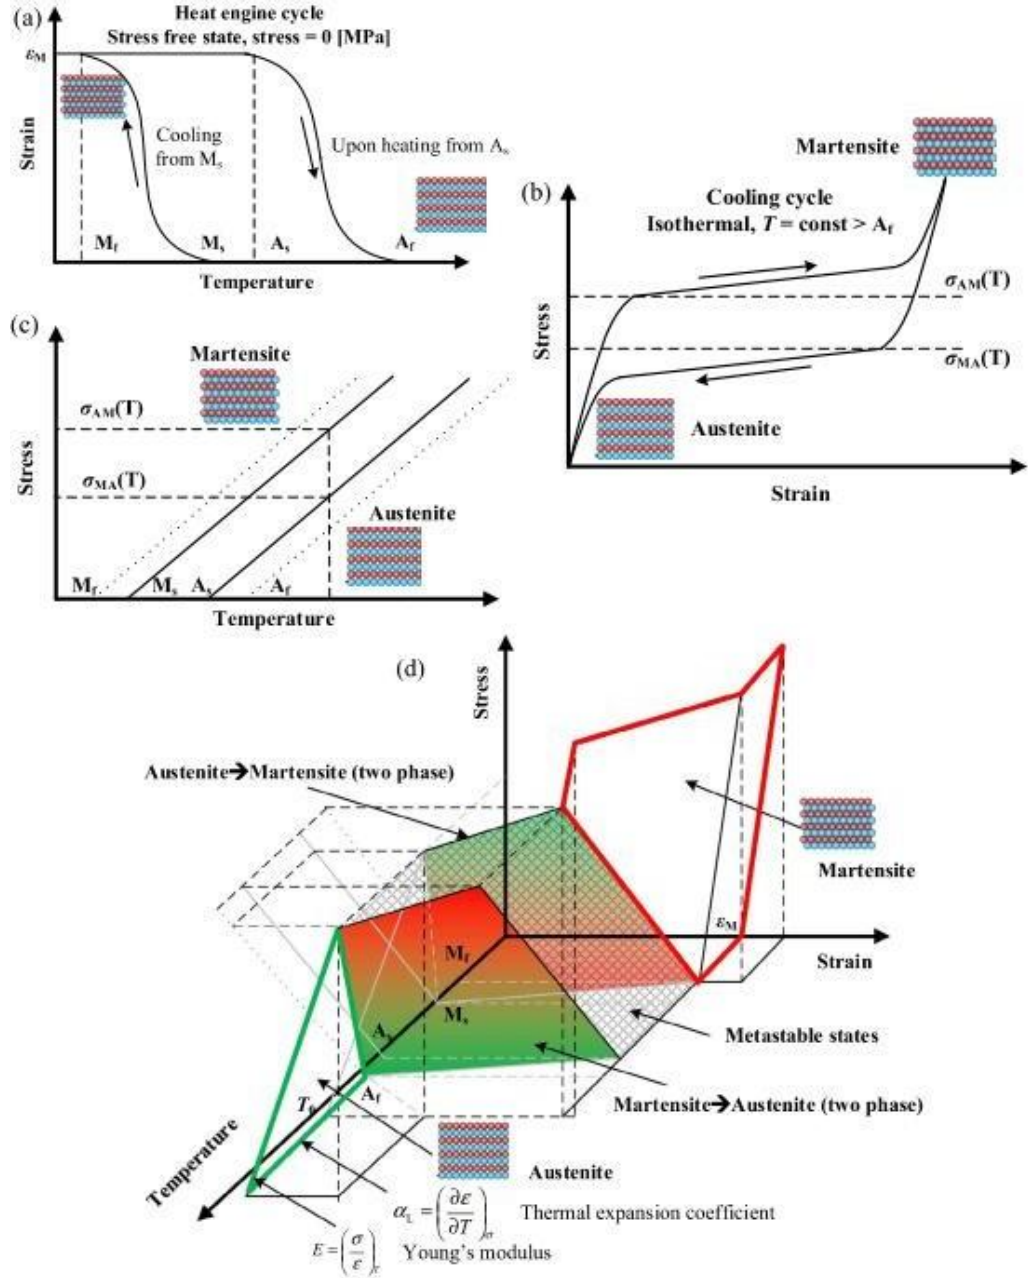 (a)
Heat engine cycle
Stress free state, stress = 0 [MPa]
εM
Strain
Cooling
from Ms
Upon heating from As
Mf
Ms
As
Af
Temperature
(b)
Martensite
Cooling cycle
Isothermal, T = const > Af
σAM(T)
σMA(T)
Stress
Austenite
Strain
(c)
Martensite
σAM(T)
σMA(T)
Stress
Austenite
Mf
Ms
As
Af
Temperature
(d)
Stress
Austenite➔Martensite (two phase)
Martensite
εM
Strain
Mf
Ms
Metastable states
Af
Martensite➔Austenite (two phase)
Temperature
Austenite
αL = (∂ε/∂T)σ Thermal expansion coefficient
E = (σ/ε)T Young's modulus